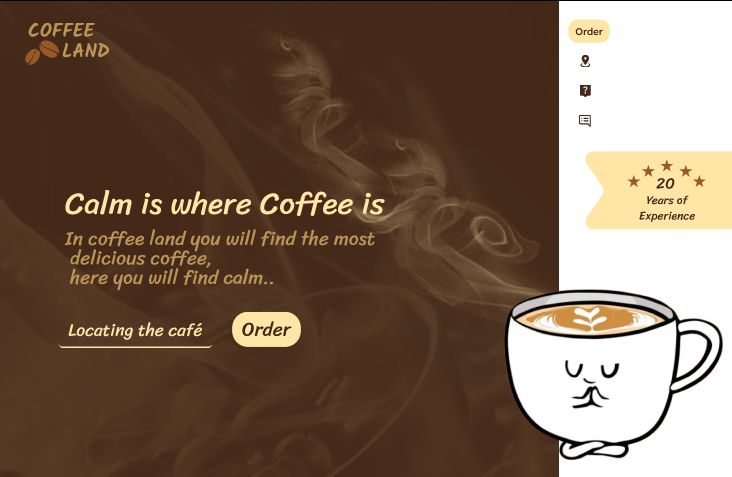 COFFEE
LAND
Order
20
Years of
Experience
Calm is where Coffee is
In coffee land you will find the most
delicious coffee,
here you will find calm..
Locating the café
Order